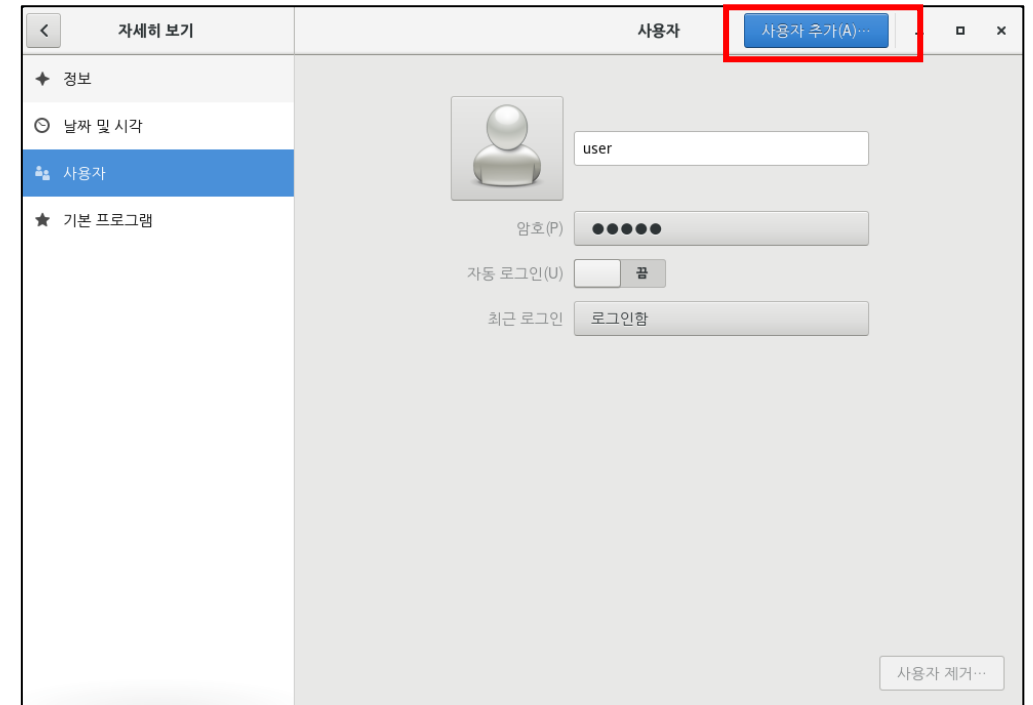 자세히 보기
사용자
사용자 추가(A)…
정보
날짜 및 시각
사용자
기본 프로그램
user
암호(P)
●●●●●
자동 로그인(U)
끔
최근 로그인
로그인함
사용자 제거…